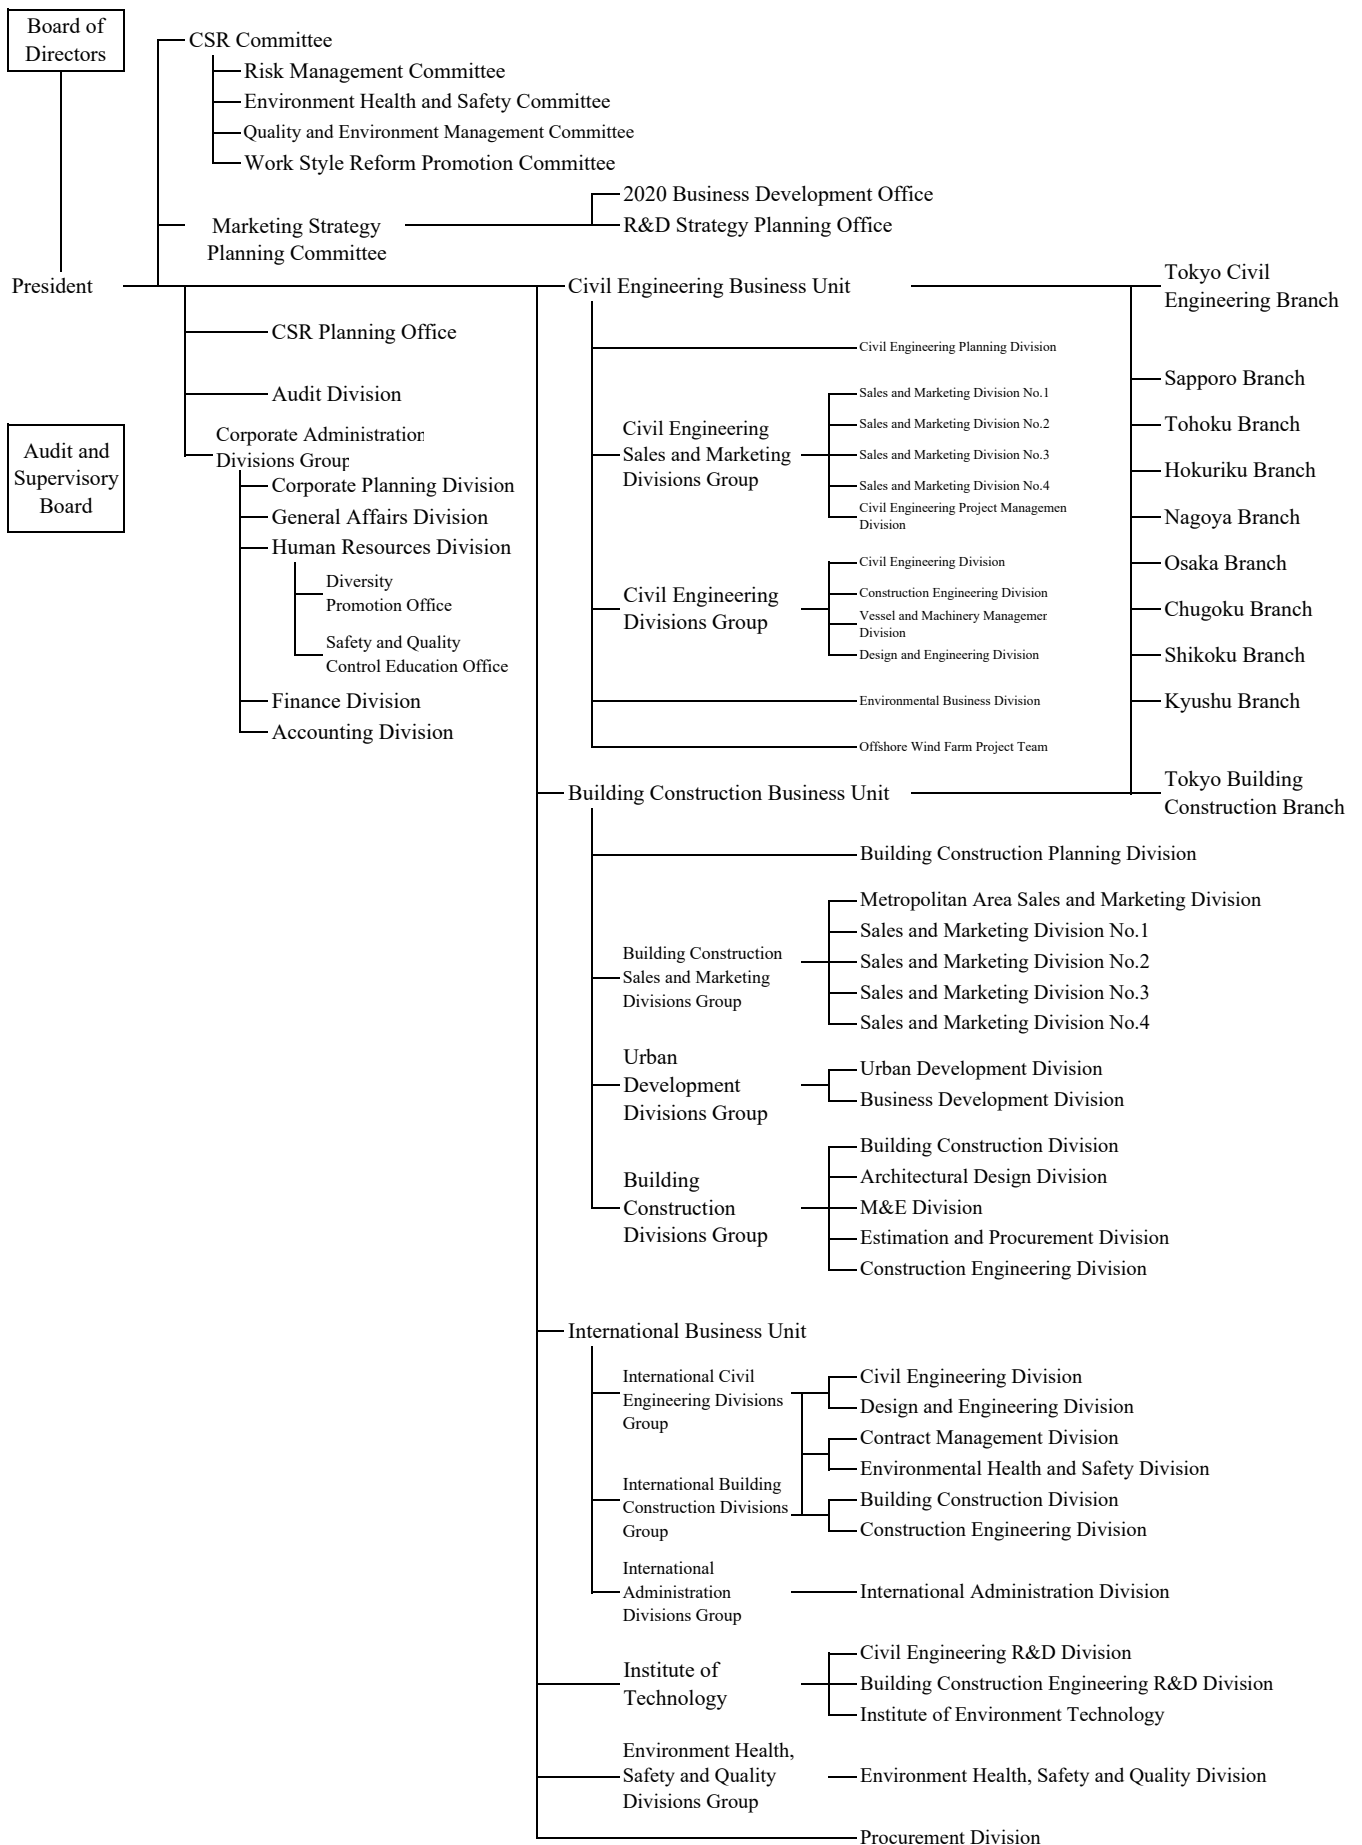 Board of
Directors
CSR Committee
Risk Management Committee
Environment Health and Safety Committee
Quality and Environment Management Committee
Work Style Reform Promotion Committee
2020 Business Development Office
Marketing Strategy
Planning Committee
R&D Strategy Planning Office
President
Civil Engineering Business Unit
Tokyo Civil
Engineering Branch
CSR Planning Office
Audit Division
Corporate Administration
Divisions Group
Audit and
Supervisory
Board
Corporate Planning Division
General Affairs Division
Human Resources Division
Diversity
Promotion Office
Safety and Quality
Control Education Office
Finance Division
Accounting Division
Civil Engineering Planning Division
Civil Engineering
Sales and Marketing
Divisions Group
Sales and Marketing Division No.1
Sales and Marketing Division No.2
Sales and Marketing Division No.3
Sales and Marketing Division No.4
Civil Engineering Project Managemen
Division
Civil Engineering
Divisions Group
Civil Engineering Division
Construction Engineering Division
Vessel and Machinery Managemer
Division
Design and Engineering Division
Environmental Business Division
Offshore Wind Farm Project Team
Sapporo Branch
Tohoku Branch
Hokuriku Branch
Nagoya Branch
Osaka Branch
Chugoku Branch
Shikoku Branch
Kyushu Branch
Building Construction Business Unit
Tokyo Building
Construction Branch
Building Construction Planning Division
Building Construction
Sales and Marketing
Divisions Group
Metropolitan Area Sales and Marketing Division
Sales and Marketing Division No.1
Sales and Marketing Division No.2
Sales and Marketing Division No.3
Sales and Marketing Division No.4
Urban
Development
Divisions Group
Urban Development Division
Business Development Division
Building
Construction
Divisions Group
Building Construction Division
Architectural Design Division
M&E Division
Estimation and Procurement Division
Construction Engineering Division
International Business Unit
International Civil
Engineering Divisions
Group
Civil Engineering Division
Design and Engineering Division
Contract Management Division
Environmental Health and Safety Division
International Building
Construction Divisions
Group
Building Construction Division
Construction Engineering Division
International
Administration
Divisions Group
International Administration Division
Institute of
Technology
Civil Engineering R&D Division
Building Construction Engineering R&D Division
Institute of Environment Technology
Environment Health,
Safety and Quality
Divisions Group
Environment Health, Safety and Quality Division
Procurement Division